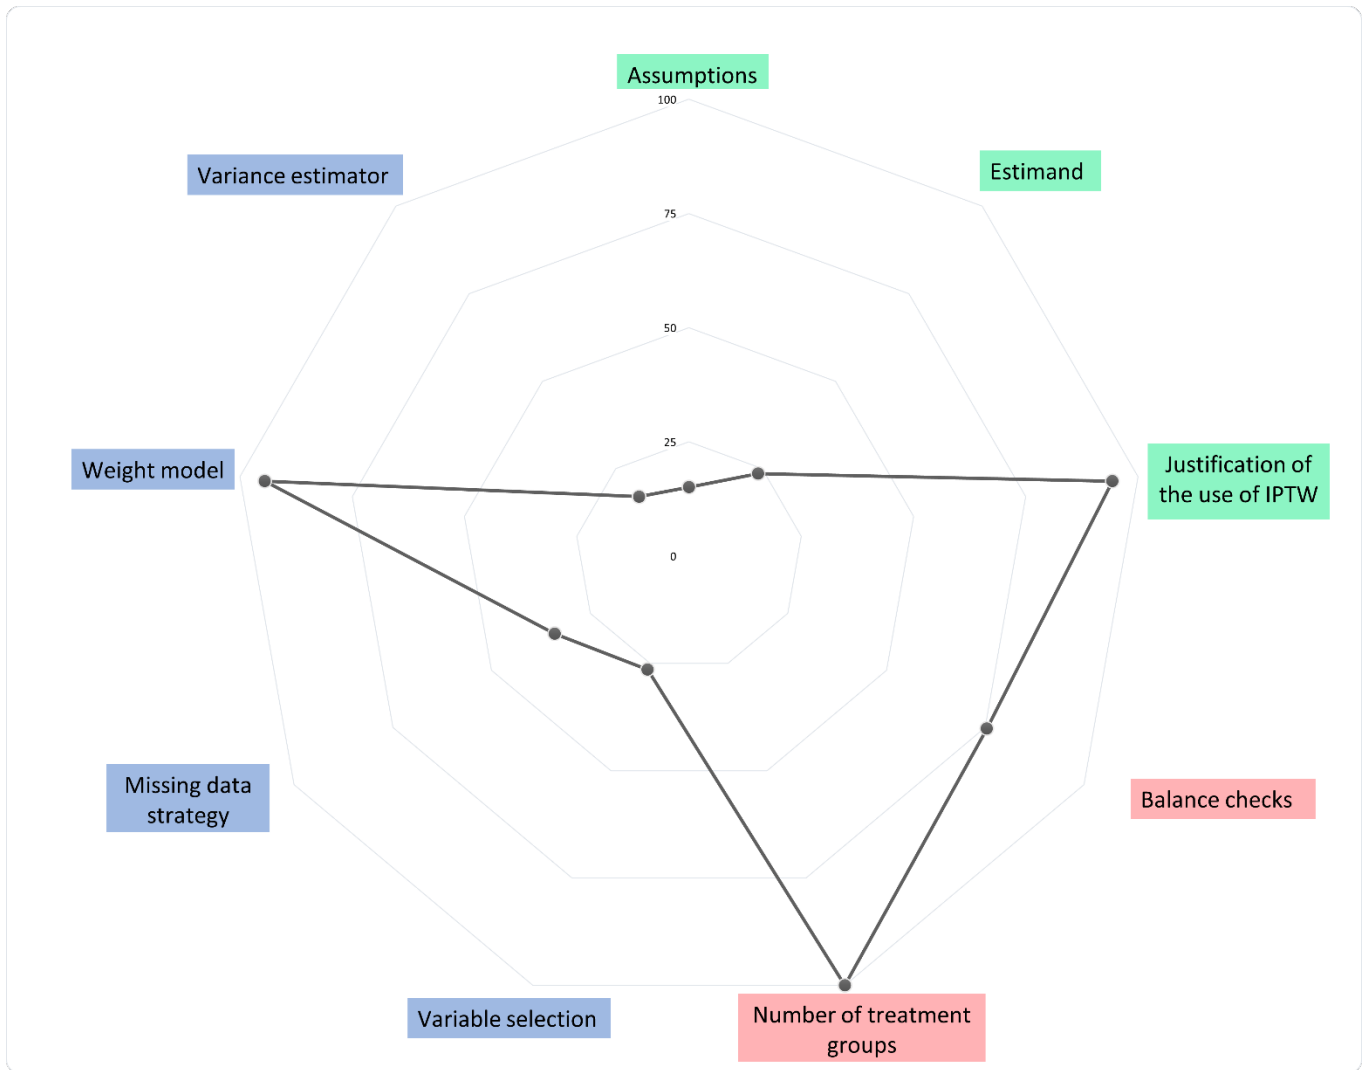 Assumptions
100
Variance estimator
Estimand
75
50
25
Weight model
Justification of
the use of IPTW
0
Missing data
strategy
Balance checks
Variable selection
Number of treatment
groups